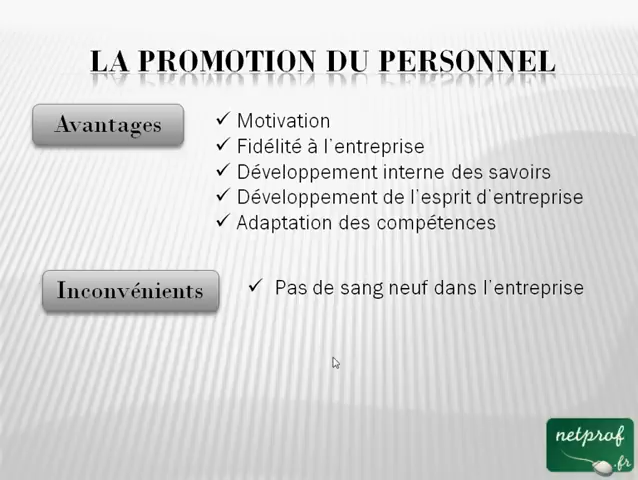 LA PROMOTION DU PERSONNEL
Avantages
✓ Motivation
✓ Fidélité à l'entreprise
✓ Développement interne des savoirs
✓ Développement de l'esprit d'entreprise
✓ Adaptation des compétences
Inconvénients
✓ Pas de sang neuf dans l'entreprise
netprof
.fr